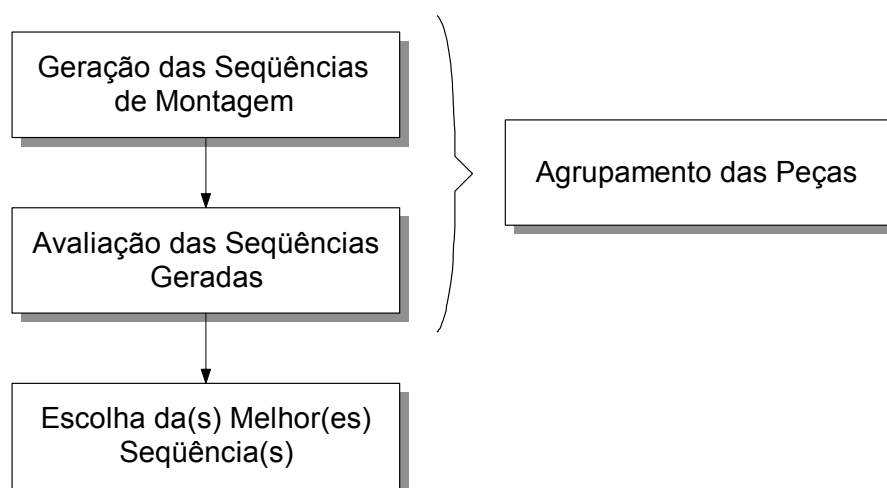 Geração das Seqüências
de Montagem
Agrupamento das Peças
Avaliação das Seqüências
Geradas
Escolha da(s) Melhor(es)
Seqüência(s)